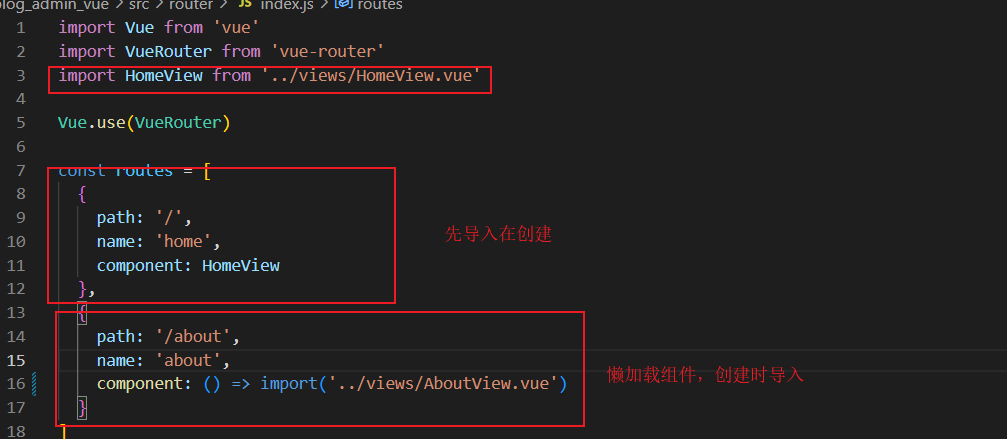 blog_admin_vue > src > router > JS index.js > routes
1 import Vue from 'vue'
2 import VueRouter from 'vue-router'
3 import HomeView from '../views/HomeView.vue'
4
5 Vue.use(VueRouter)
6
7 const routes = [
8 {
9 path: '/',
10 name: 'home',
先导入在创建
11 component: HomeView
12 },
13 {
14 path: '/about',
15 name: 'about',
16 component: () => import('../views/AboutView.vue')
懒加载组件，创建时导入
17 }
18 ]